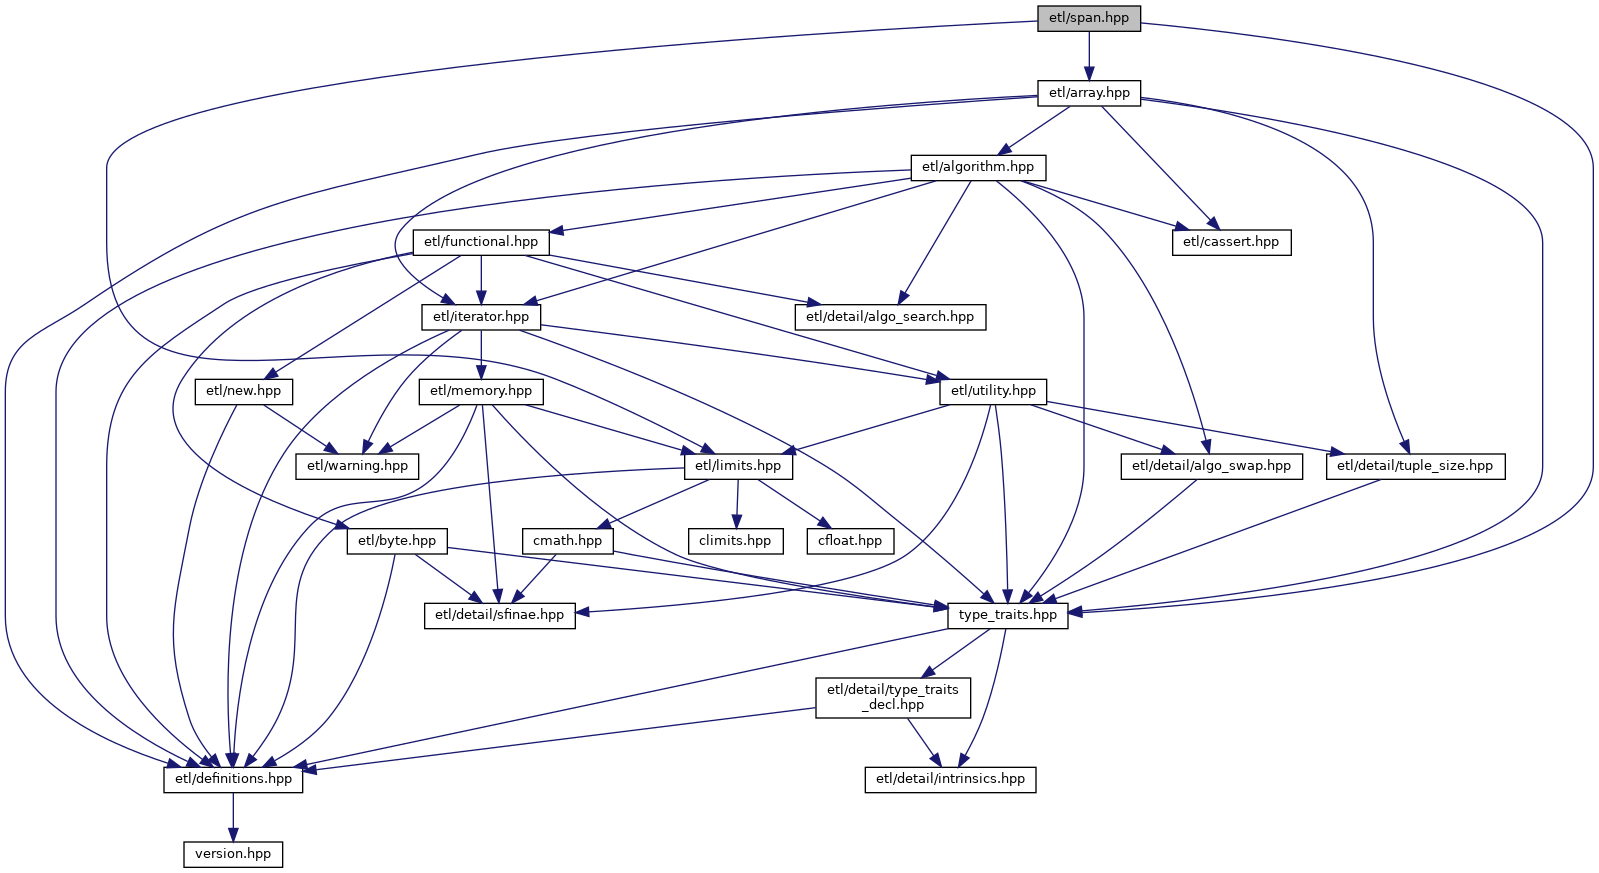 etl/span.hpp
etl/array.hpp
etl/algorithm.hpp
etl/functional.hpp
etl/cassert.hpp
etl/iterator.hpp
etl/detail/algo_search.hpp
etl/new.hpp
etl/memory.hpp
etl/utility.hpp
etl/warning.hpp
etl/limits.hpp
etl/detail/algo_swap.hpp
etl/detail/tuple_size.hpp
etl/byte.hpp
cmath.hpp
climits.hpp
cfloat.hpp
etl/detail/sfinae.hpp
type_traits.hpp
etl/detail/type_traits
_decl.hpp
etl/definitions.hpp
etl/detail/intrinsics.hpp
version.hpp